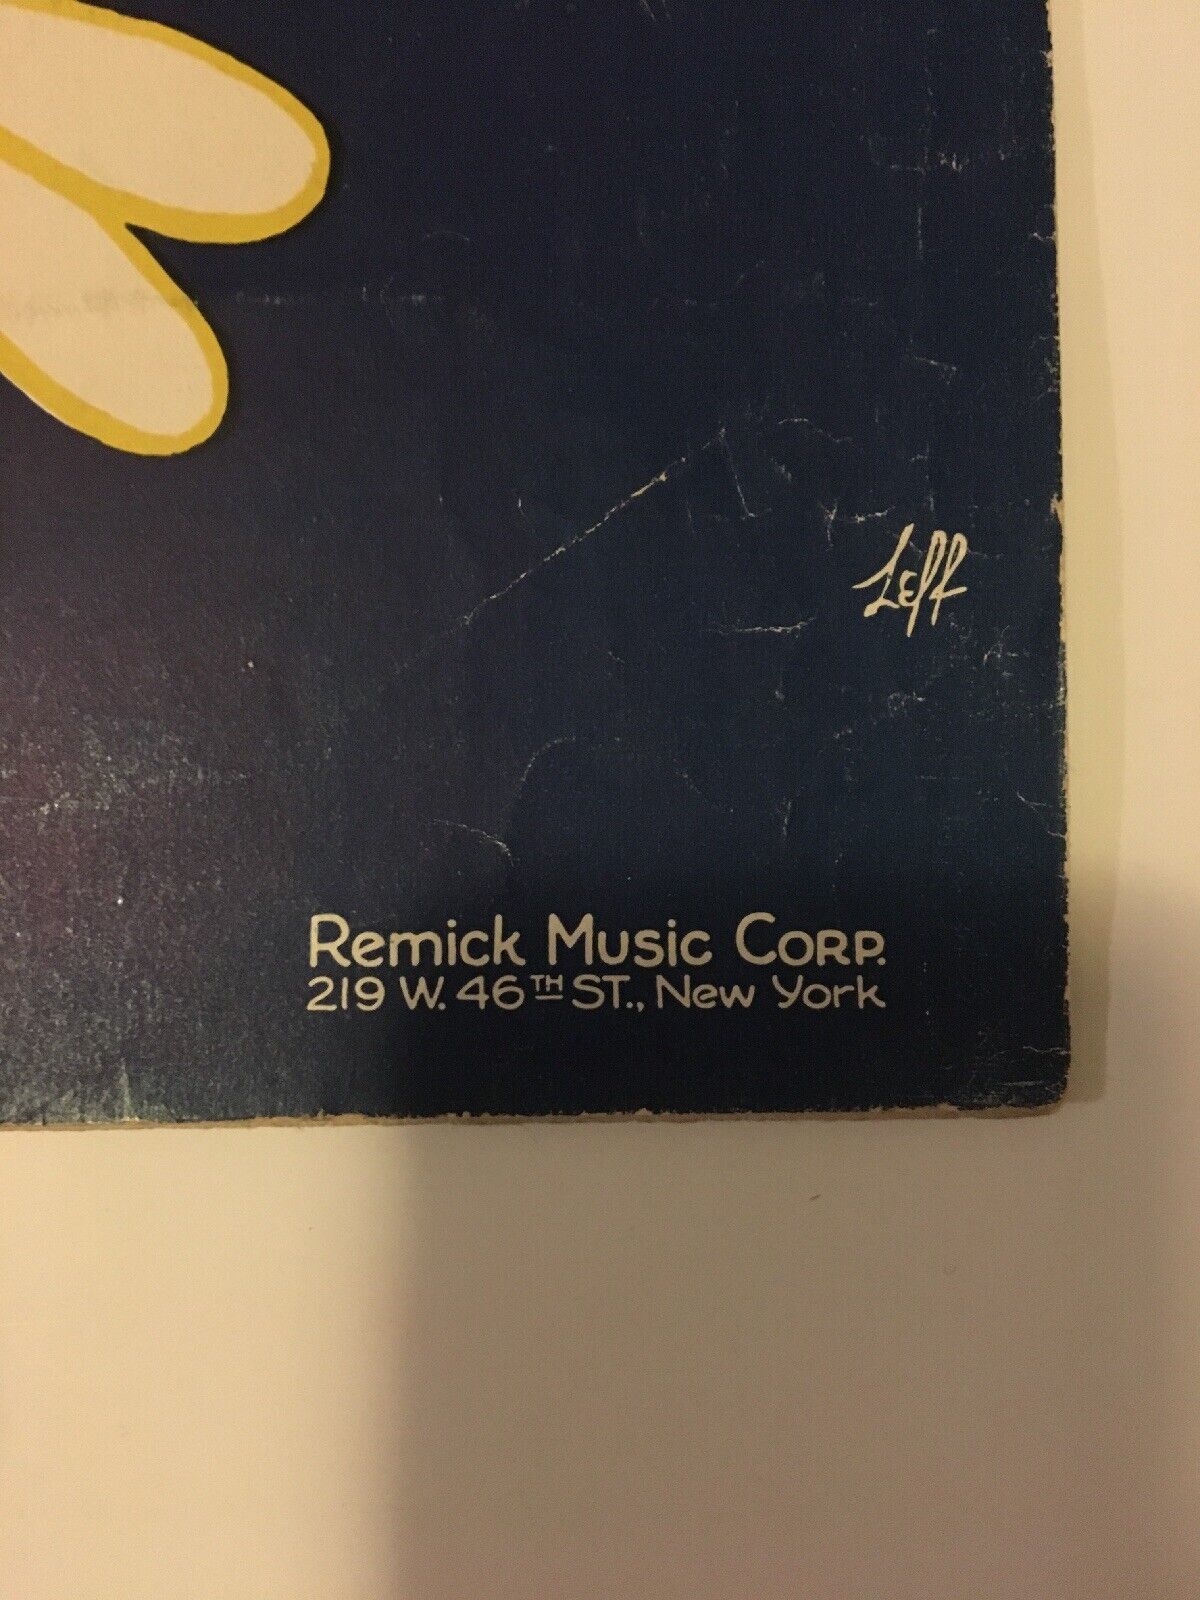 Leff
Remick Music Corp.
219 W. 46TH ST., New York